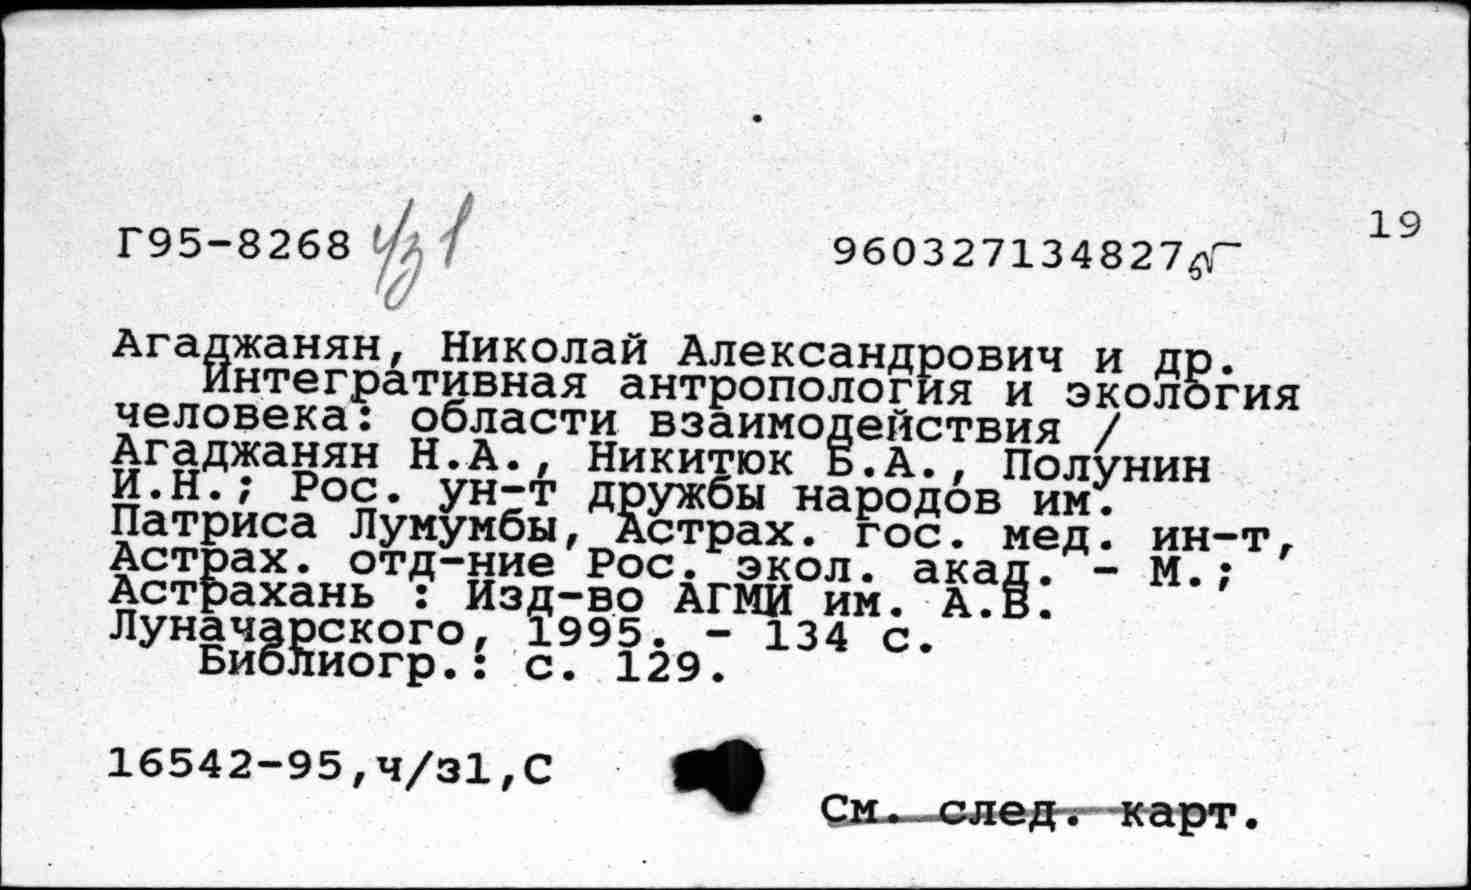 19
Г95-8268 ч/з1 960327134827
Агаджанян, Николай Александрович и др.
Интегративная антропология и экология
человека: области взаимодействия /
Агаджанян Н.А., Никитюк Б.А., Полунин
И.Н.; Рос. ун-т дружбы народов им.
Патриса Лумумбы, Астрах. гос. мед. ин-т,
Астрах. отд-ние Рос. экол. акад. - М.;
Астрахань : Изд-во АГМИ им. А.В.
Луначарского, 1995. - 134 с.
Библиогр.: с. 129.
16542-95,ч/з1,С
См. след. карт.